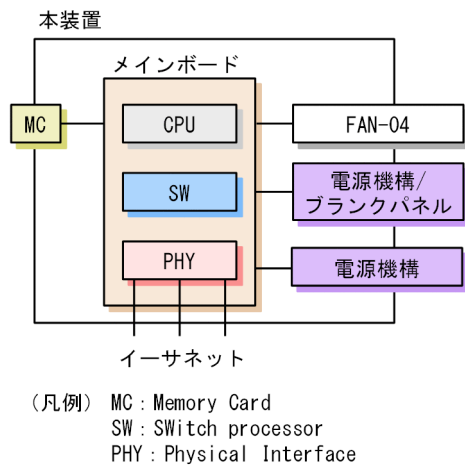 本装置
メインボード
MC
CPU
FAN-04
SW
電源機構/
ブランクパネル
PHY
電源機構
イーサネット
（凡例） MC：Memory Card
SW：SWitch processor
PHY：Physical Interface